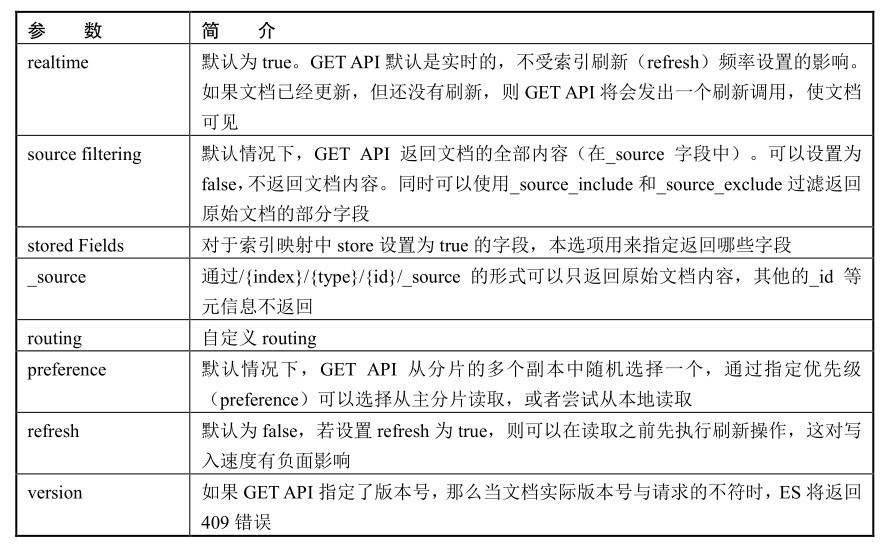 参 数 简 介
realtime 默认为 true。GET API 默认是实时的，不受索引刷新（refresh）频率设置的影响。
如果文档已经更新，但还没有刷新，则 GET API 将会发出一个刷新调用，使文档
可见
source filtering 默认情况下，GET API 返回文档的全部内容（在_source 字段中）。可以设置为
false，不返回文档内容。同时可以使用_source_include 和_source_exclude 过滤返回
原始文档的部分字段
stored Fields 对于索引映射中 store 设置为 true 的字段，本选项用来指定返回哪些字段
_source 通过/{index}/{type}/{id}/_source 的形式可以只返回原始文档内容，其他的_id 等
元信息不返回
routing 自定义 routing
preference 默认情况下，GET API 从分片的多个副本中随机选择一个，通过指定优先级
（preference）可以选择从主分片读取，或者尝试从本地读取
refresh 默认为 false，若设置 refresh 为 true，则可以在读取之前先执行刷新操作，这对写
入速度有负面影响
version 如果 GET API 指定了版本号，那么当文档实际版本号与请求的不符时，ES 将返回
409 错误